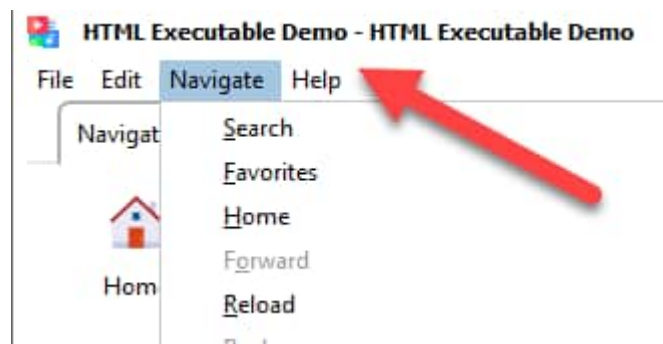 HTML Executable Demo - HTML Executable Demo
File Edit Navigate Help
Navigat
Search
Favorites
Home
Forward
Hom
Reload